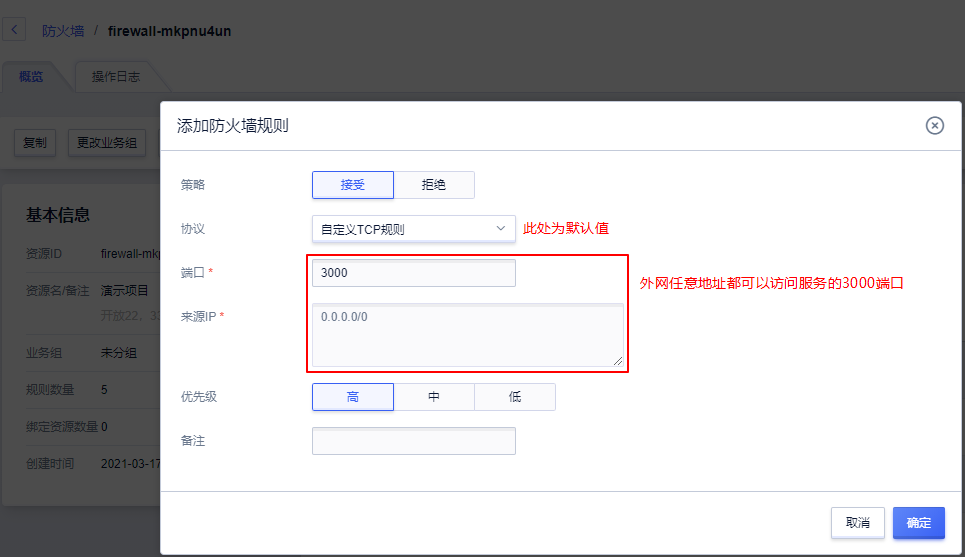 防火墙 / firewall-mkpnu4un
概览 操作日志
复制 更改业务组
添加防火墙规则
策略 接受 拒绝
协议 自定义TCP规则 此处为默认值
端口 * 3000
外网任意地址都可以访问服务的3000端口
来源IP * 0.0.0.0/0
优先级 高 中 低
备注
取消 确定
基本信息
资源ID firewall-mkp
资源名/备注 演示项目
开放22、33
业务组 未分组
规则数量 5
绑定资源数量 0
创建时间 2021-03-17